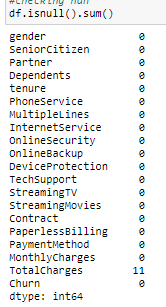 #Checking nan
df.isnull().sum()
gender 0
SeniorCitizen 0
Partner 0
Dependents 0
tenure 0
PhoneService 0
MultipleLines 0
InternetService 0
OnlineSecurity 0
OnlineBackup 0
DeviceProtection 0
TechSupport 0
StreamingTV 0
StreamingMovies 0
Contract 0
PaperlessBilling 0
PaymentMethod 0
MonthlyCharges 0
TotalCharges 11
Churn 0
dtype: int64